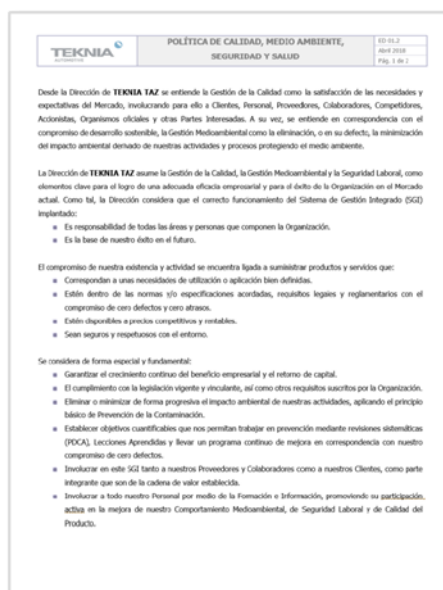 TEKNIA
AUTOMOTIVE
POLÍTICA DE CALIDAD, MEDIO AMBIENTE,
SEGURIDAD Y SALUD
ED 01.2
Abril 2018
Pág. 1 de 2
Desde la Dirección de TEKNIA TAZ se entiende la Gestión de la Calidad como la satisfacción de las necesidades y
expectativas del Mercado, involucrando para ello a Clientes, Personal, Proveedores, Colaboradores, Competidores,
Accionistas, Organismos oficiales y otras Partes Interesadas. A su vez, se entiende en correspondencia con el
compromiso de desarrollo sostenible, la Gestión Medioambiental como la eliminación, o en su defecto, la minimización
del impacto ambiental derivado de nuestras actividades y procesos protegiendo el medio ambiente.
La Dirección de TEKNIA TAZ asume la Gestión de la Calidad, la Gestión Medioambiental y la Seguridad Laboral, como
elementos clave para el logro de una adecuada eficacia empresarial y para el éxito de la Organización en el Mercado
actual. Como tal, la Dirección considera que el correcto funcionamiento del Sistema de Gestión Integrado (SGI)
implantado:
Es responsabilidad de todas las áreas y personas que componen la Organización.
Es la base de nuestro éxito en el futuro.
El compromiso de nuestra existencia y actividad se encuentra ligada a suministrar productos y servicios que:
Correspondan a unas necesidades de utilización o aplicación bien definidas.
Estén dentro de las normas y/o especificaciones acordadas, requisitos legales y reglamentarios con el
compromiso de cero defectos y cero atrasos.
Estén disponibles a precios competitivos y rentables.
Sean seguros y respetuosos con el entorno.
Se considera de forma especial y fundamental:
Garantizar el crecimiento continuo del beneficio empresarial y el retorno de capital.
El cumplimiento con la legislación vigente y vinculante, así como otros requisitos suscritos por la Organización.
Eliminar o minimizar de forma progresiva el impacto ambiental de nuestras actividades, aplicando el principio
básico de Prevención de la Contaminación.
Establecer objetivos cuantificables que nos permitan trabajar en prevención mediante revisiones sistemáticas
(PDCA), Lecciones Aprendidas y llevar un programa continuo de mejora en correspondencia con nuestro
compromiso de cero defectos.
Involucrar en este SGI tanto a nuestros Proveedores y Colaboradores como a nuestros Clientes, como parte
integrante que son de la cadena de valor establecida.
Involucrar a todo nuestro Personal por medio de la Formación e Información, promoviendo su participación
activa en la mejora de nuestro Comportamiento Medioambiental, de Seguridad Laboral y de Calidad del
Producto.